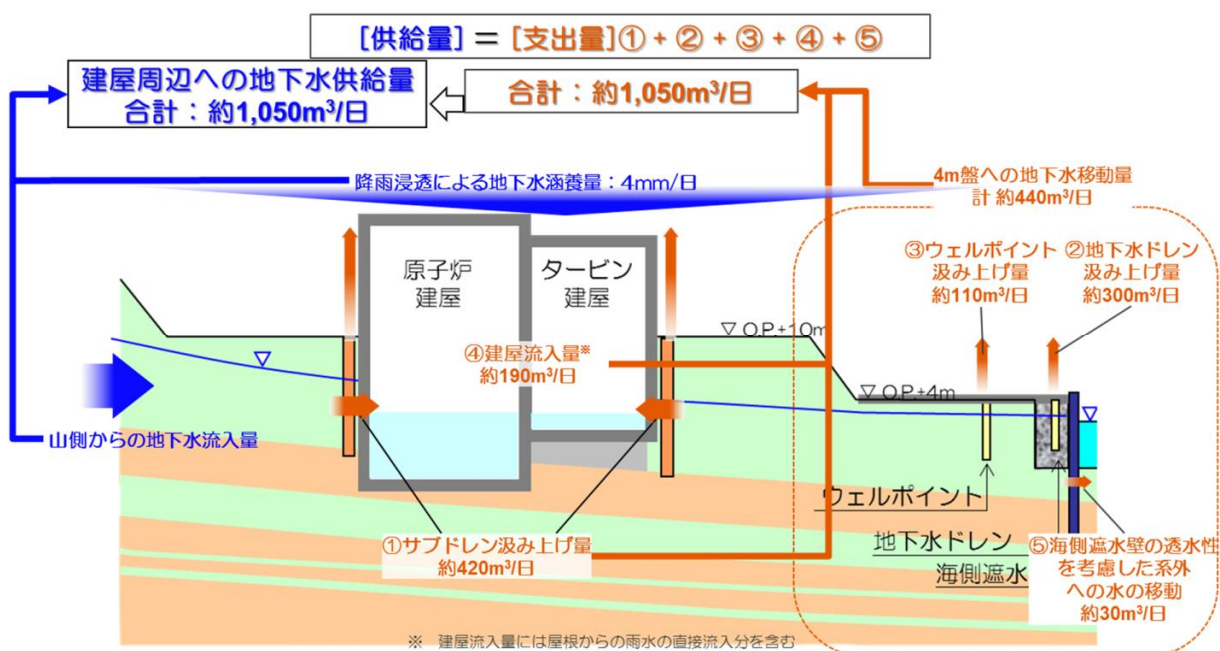 [供給量] = [支出量]① + ② + ③ + ④ + ⑤
建屋周辺への地下水供給量
合計：約1,050m³/日
合計：約1,050m³/日
降雨浸透による地下水涵養量：4mm/日
4m盤への地下水移動量
計 約440m³/日
原子炉
建屋
タービン
建屋
③ウェルポイント
汲み上げ量
約110m³/日
②地下水ドレン
汲み上げ量
約300m³/日
▽ O.P.+10m
④建屋流入量※
約190m³/日
▽ O.P.+4m
山側からの地下水流入量
ウェルポイント
①サブドレン汲み上げ量
約420m³/日
地下水ドレン
海側遮水
⑤海側遮水壁の透水性
を考慮した系外
への水の移動
約30m³/日
※ 建屋流入量には屋根からの雨水の直接流入分を含む